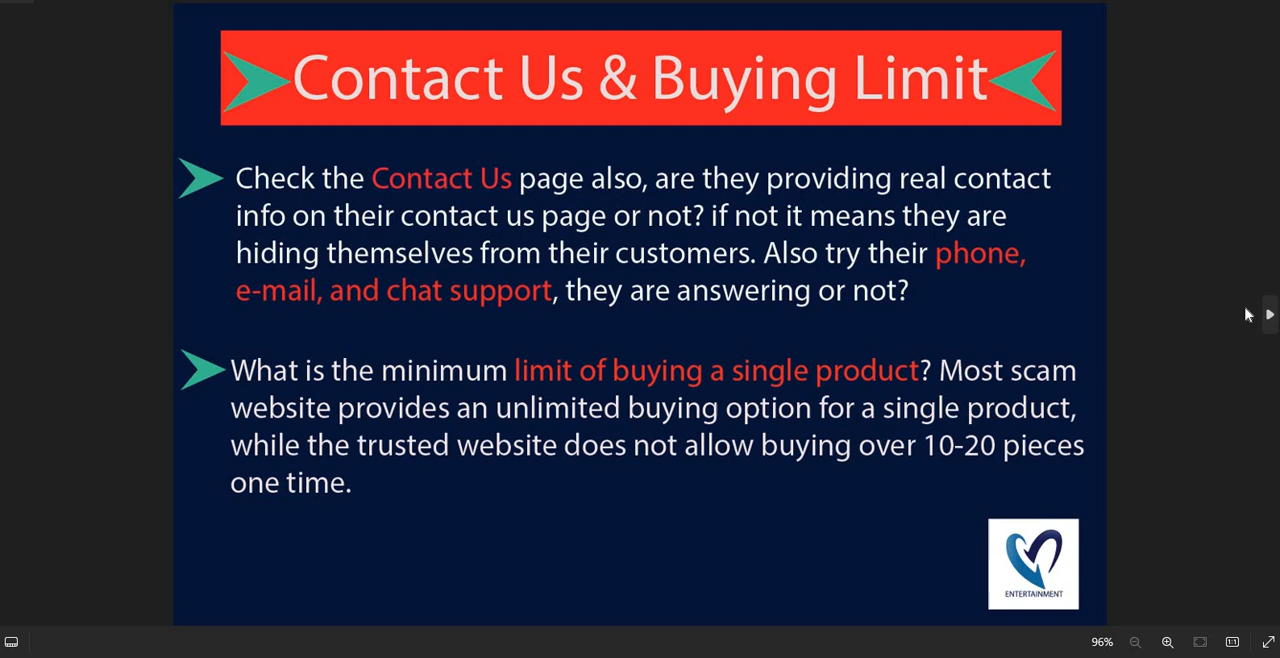 Contact Us & Buying Limit
Check the Contact Us page also, are they providing real contact
info on their contact us page or not? if not it means they are
hiding themselves from their customers. Also try their phone,
e-mail, and chat support, they are answering or not?
What is the minimum limit of buying a single product? Most scam
website provides an unlimited buying option for a single product,
while the trusted website does not allow buying over 10-20 pieces
one time.
ENTERTAINMENT
96%
1:1